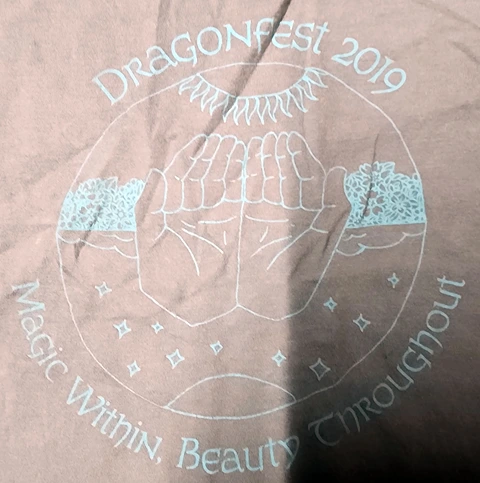 Dragonfest 2019
Magic Within, Beauty Throughout